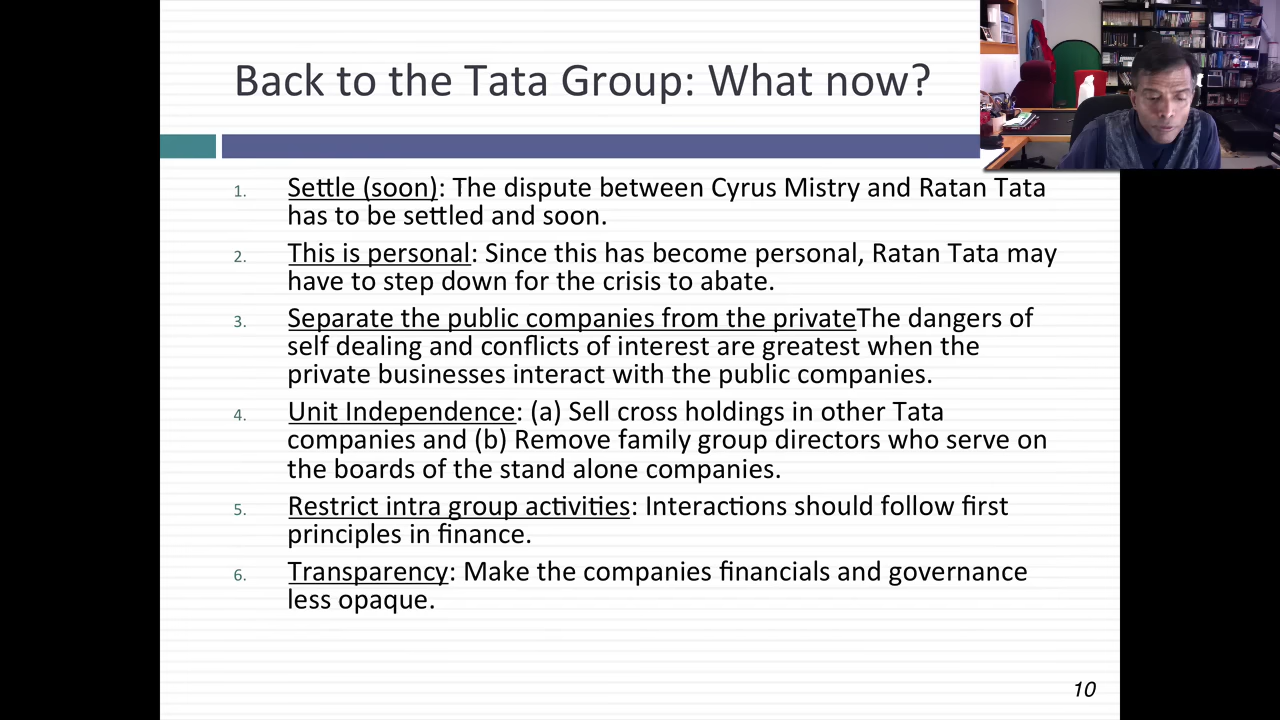 Back to the Tata Group: What now?
1. Settle (soon): The dispute between Cyrus Mistry and Ratan Tata
has to be settled and soon.
2. This is personal: Since this has become personal, Ratan Tata may
have to step down for the crisis to abate.
3. Separate the public companies from the privateThe dangers of
self dealing and conflicts of interest are greatest when the
private businesses interact with the public companies.
4. Unit Independence: (a) Sell cross holdings in other Tata
companies and (b) Remove family group directors who serve on
the boards of the stand alone companies.
5. Restrict intra group activities: Interactions should follow first
principles in finance.
6. Transparency: Make the companies financials and governance
less opaque.
10